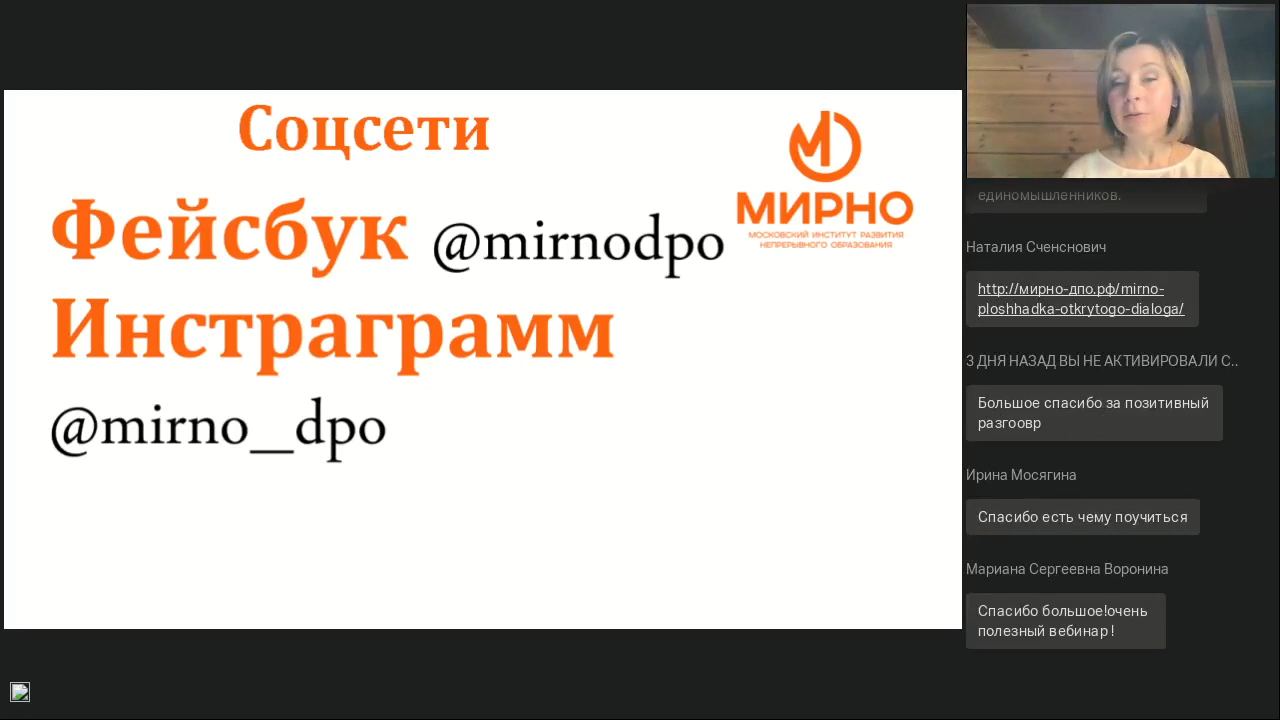 Соцсети
Фейсбук @mirnodpo
Инстраграмм
@mirno__dpo
МИРНО
МОСКОВСКИЙ ИНСТИТУТ РАЗВИТИЯ
НЕПРЕРЫВНОГО ОБРАЗОВАНИЯ
единомышленников.
Наталия Счснснович
http://мирно-дпо.рф/mirno-
ploshhadka-otkrytogo-dialoga/
3 ДНЯ НАЗАД ВЫ НЕ АКТИВИРОВАЛИ С..
Большое спасибо за позитивный
разгоовр
Ирина Мосягина
Спасибо есть чему поучиться
Мариана Сергеевна Воронина
Спасибо большое!очень
полезный вебинар !